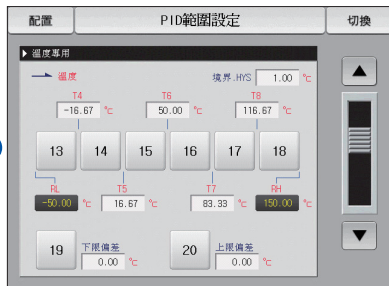 配置 PID範圍設定 切換
▶ 溫度專用
溫度 境界.HYS 1.00 ℃
T4 T6 T8
-16.67 ℃ 50.00 ℃ 116.67 ℃
13 14 15 16 17 18
RL T5 T7 RH
-50.00 ℃ 16.67 ℃ 83.33 ℃ 150.00 ℃
19 下限偏差 0.00 ℃ 20 上限偏差 0.00 ℃